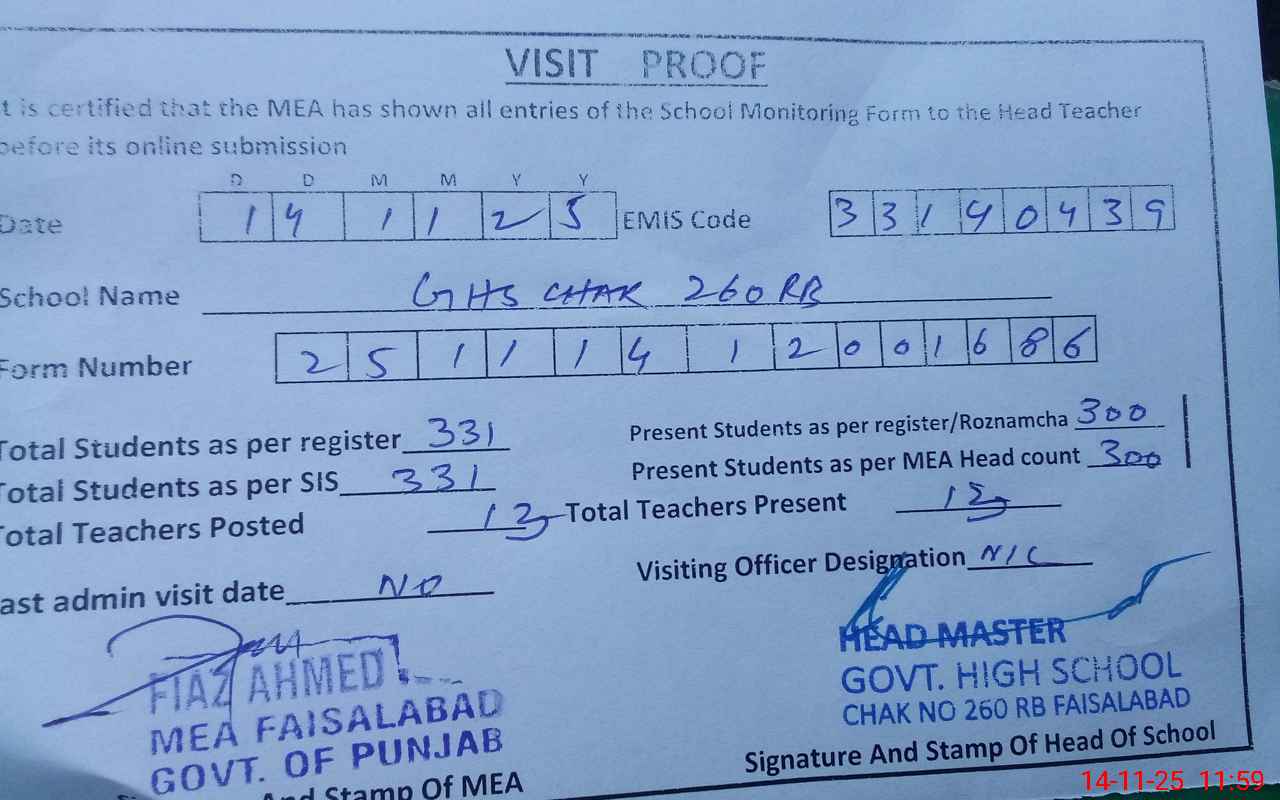 VISIT PROOF
t is certified that the MEA has shown all entries of the School Monitoring Form to the Head Teacher
before its online submission
D D M M Y Y
Date 1 4 1 1 2 5 EMIS Code 3 3 1 4 0 4 3 9
School Name GHS CHAK 260 RB
Form Number 2 5 1 1 1 4 1 2 0 0 1 6 8 6
Total Students as per register 331 Present Students as per register/Roznamcha 300
Total Students as per SIS 331 Present Students as per MEA Head count 300
Total Teachers Posted Total Teachers Present
ast admin visit date NO Visiting Officer Designation N/C
FIAZ AHMED
MEA FAISALABAD
GOVT. OF PUNJAB
And Stamp Of MEA
HEAD MASTER
GOVT. HIGH SCHOOL
CHAK NO 260 RB FAISALABAD
Signature And Stamp Of Head Of School
14-11-25 11:59